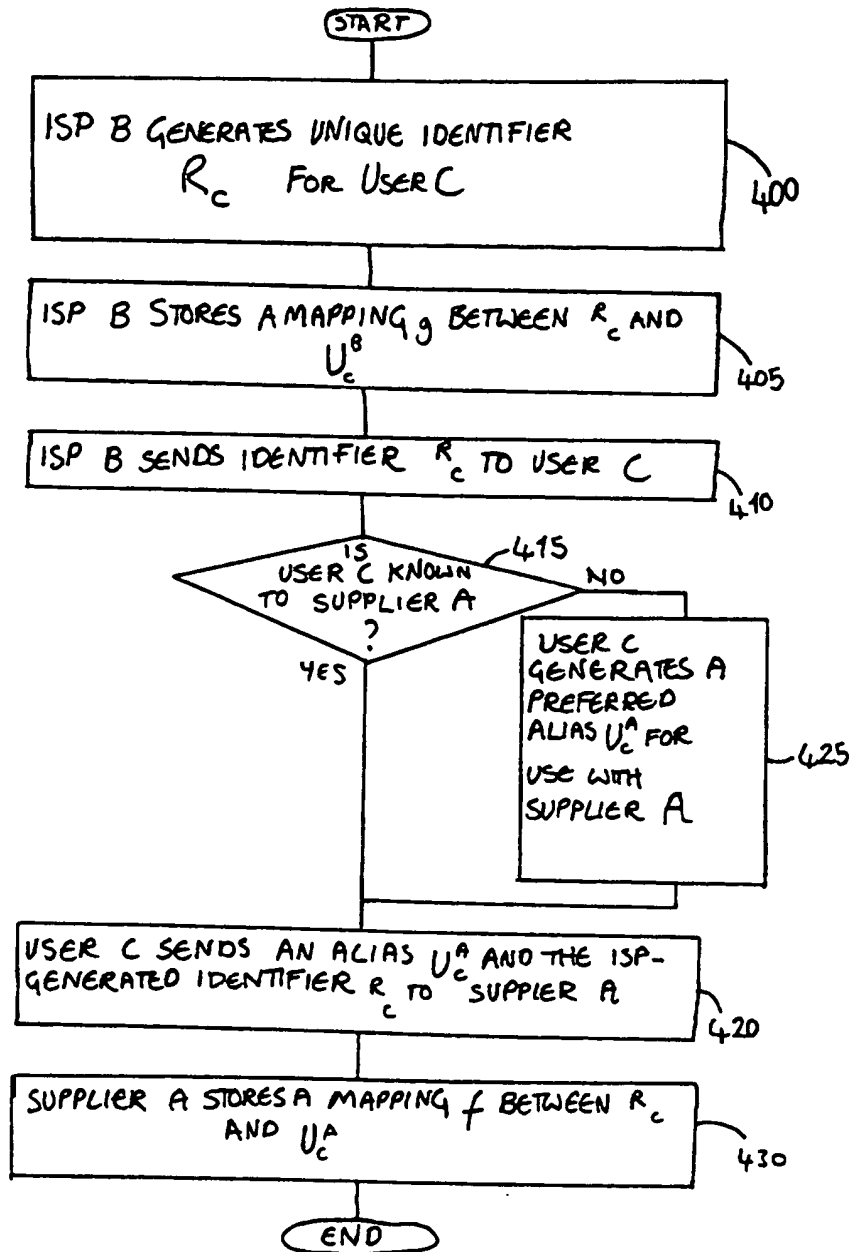 START
ISP B GENERATES UNIQUE IDENTIFIER
R_c FOR USER C
400
ISP B STORES A MAPPING g BETWEEN R_c AND
U_c^B
405
ISP B SENDS IDENTIFIER R_c TO USER C
410
415
IS
USER C KNOWN
TO SUPPLIER A
?
NO
YES
USER C
GENERATES A
PREFERRED
ALIAS U_c^A FOR
USE WITH
SUPPLIER A
425
USER C SENDS AN ALIAS U_c^A AND THE ISP-
GENERATED IDENTIFIER R_c TO SUPPLIER A
420
SUPPLIER A STORES A MAPPING f BETWEEN R_c
AND U_c^A
430
END